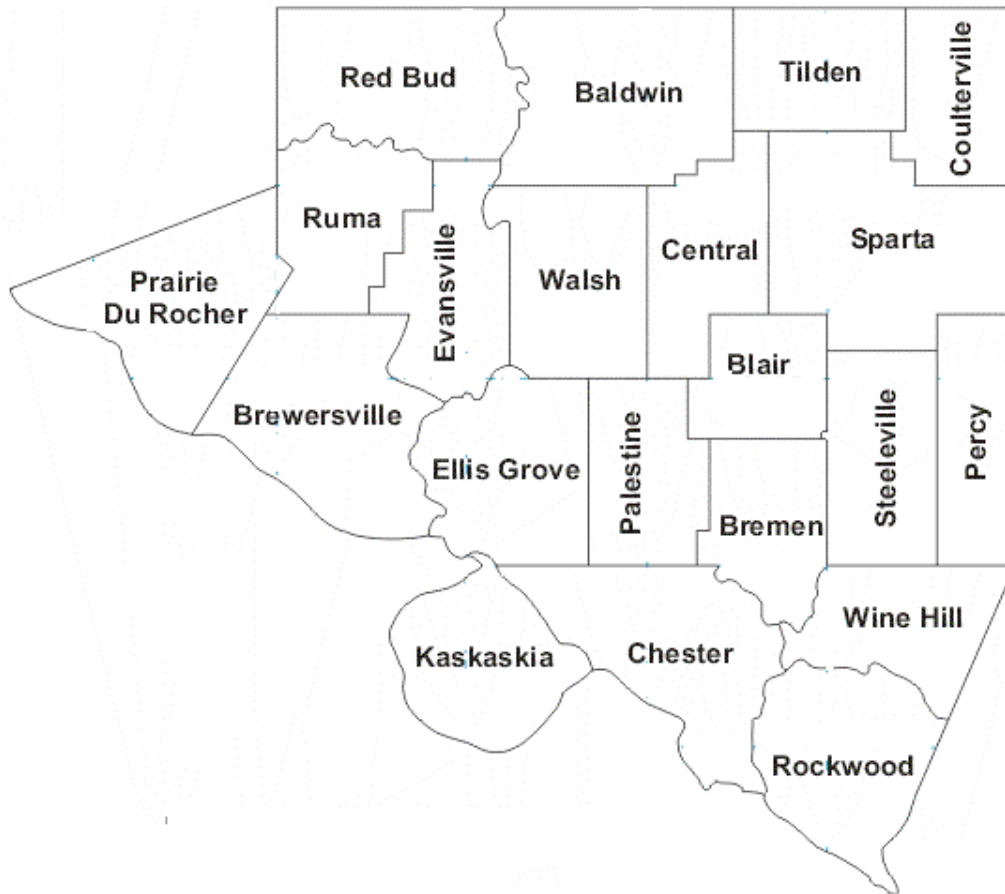 Red Bud
Baldwin
Tilden
Coulterville
Ruma
Evansville
Walsh
Central
Sparta
Prairie
Du Rocher
Brewersville
Blair
Ellis Grove
Palestine
Bremen
Steeleville
Percy
Kaskaskia
Chester
Wine Hill
Rockwood